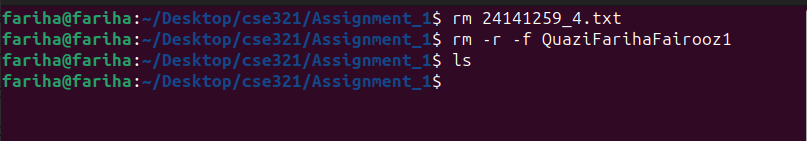 fariha@fariha:~/Desktop/cse321/Assignment_1$ rm 24141259_4.txt
fariha@fariha:~/Desktop/cse321/Assignment_1$ rm -r -f QuaziFarihaFairooz1
fariha@fariha:~/Desktop/cse321/Assignment_1$ ls
fariha@fariha:~/Desktop/cse321/Assignment_1$